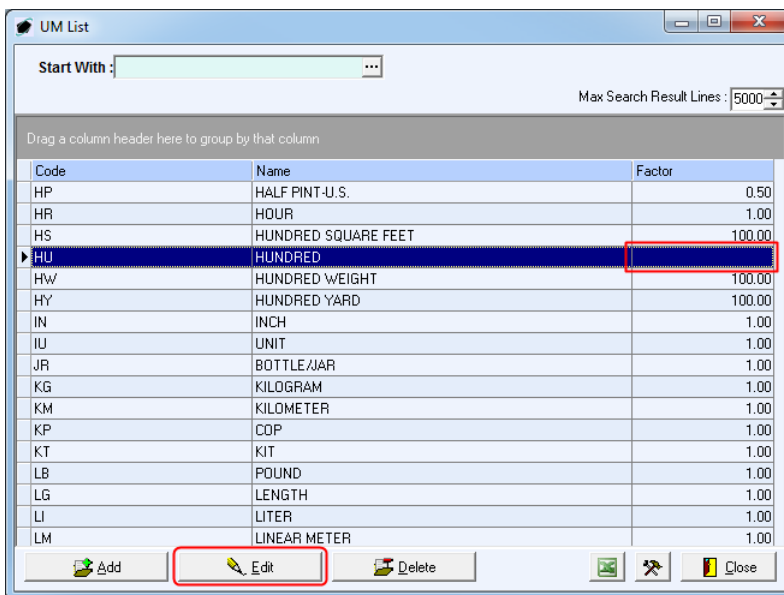 UM List
Start With :
Max Search Result Lines : 5000
Drag a column header here to group by that column
Code Name Factor
HP HALF PINT-U.S. 0.50
HR HOUR 1.00
HS HUNDRED SQUARE FEET 100.00
HU HUNDRED
HW HUNDRED WEIGHT 100.00
HY HUNDRED YARD 100.00
IN INCH 1.00
IU UNIT 1.00
JR BOTTLE/JAR 1.00
KG KILOGRAM 1.00
KM KILOMETER 1.00
KP COP 1.00
KT KIT 1.00
LB POUND 1.00
LG LENGTH 1.00
LI LITER 1.00
LM LINEAR METER 1.00
Add Edit Delete Close